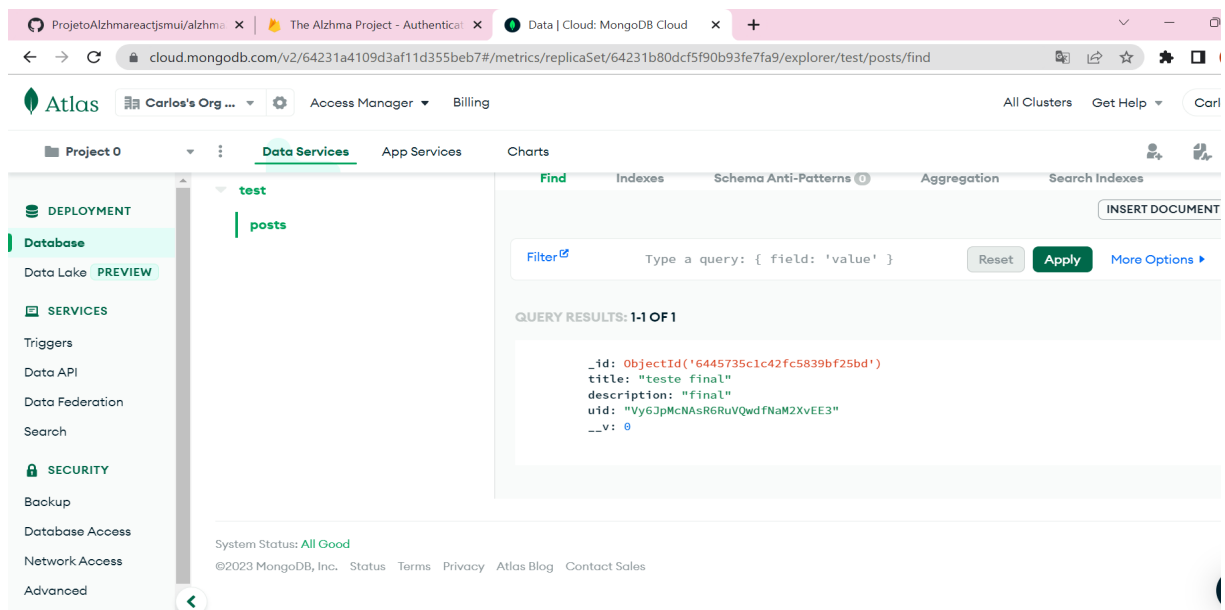 ProjetoAlzhmareactjsmui/alzhma
The Alzhma Project - Authenticat
Data | Cloud: MongoDB Cloud
cloud.mongodb.com/v2/64231a4109d3af11d355beb7#/metrics/replicaSet/64231b80dcf5f90b93fe7fa9/explorer/test/posts/find
Atlas Carlos's Org ... Access Manager Billing All Clusters Get Help Carl
Project 0 Data Services App Services Charts
test
posts
DEPLOYMENT
Database
Data Lake PREVIEW
SERVICES
Triggers
Data API
Data Federation
Search
SECURITY
Backup
Database Access
Network Access
Advanced
Find Indexes Schema Anti-Patterns 0 Aggregation Search Indexes
INSERT DOCUMENT
Filter Type a query: { field: 'value' } Reset Apply More Options
QUERY RESULTS: 1-1 OF 1
_id: ObjectId('6445735c1c42fc5839bf25bd')
title: "teste final"
description: "final"
uid: "Vy6JpMcNAsR6RuVQwdfNaM2XvEE3"
__v: 0
System Status: All Good
©2023 MongoDB, Inc. Status Terms Privacy Atlas Blog Contact Sales